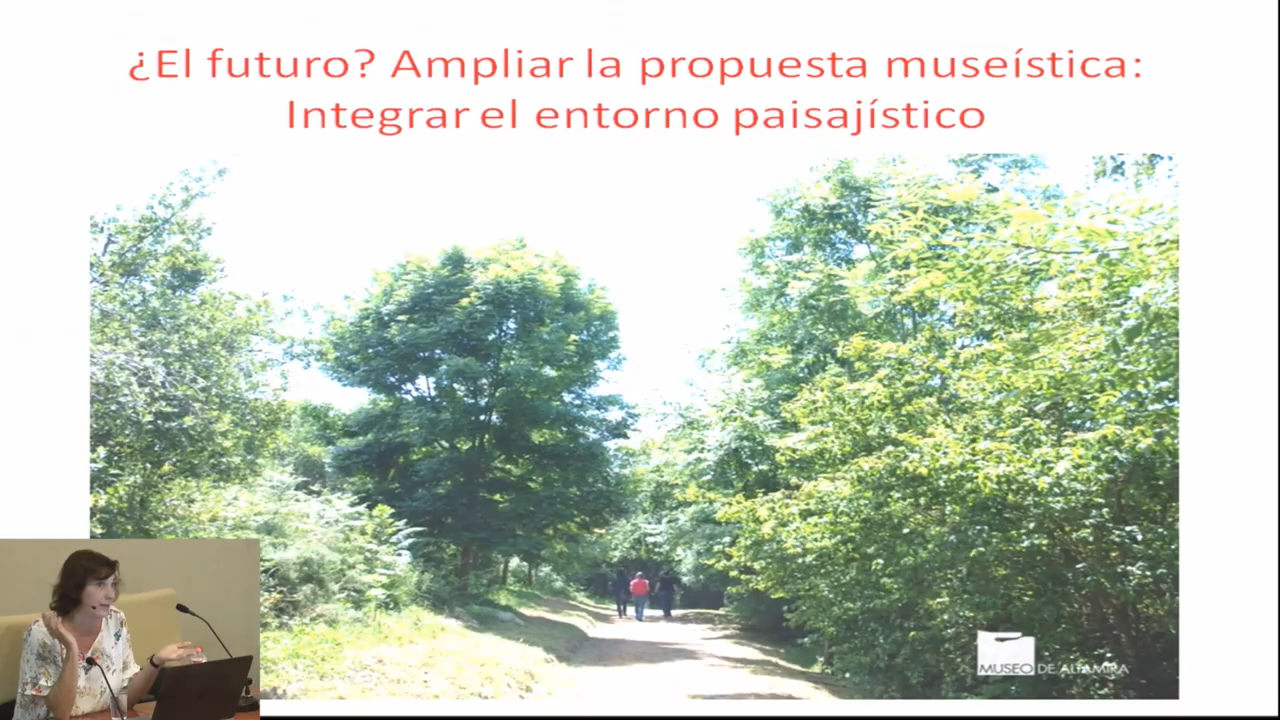 ¿El futuro? Ampliar la propuesta museística:
Integrar el entorno paisajístico
MUSEO DE ALTAMIRA